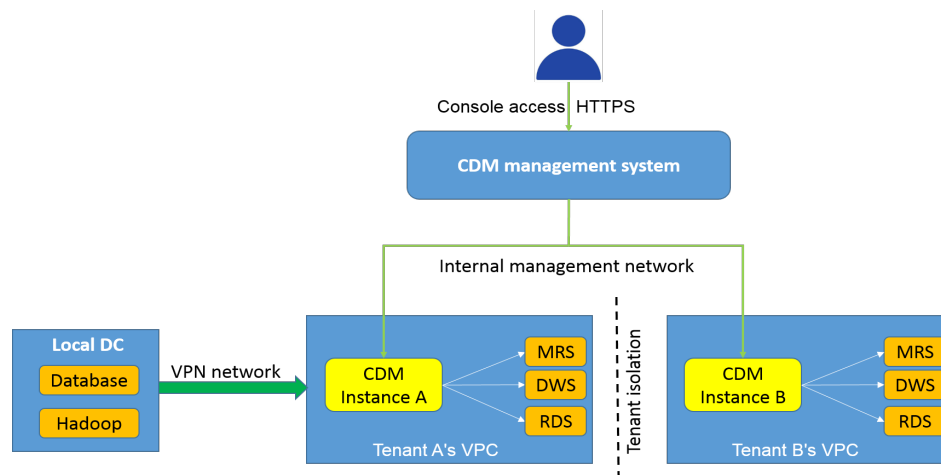 Console access HTTPS
CDM management system
Internal management network
Local DC
Database
Hadoop
VPN network
CDM
Instance A
MRS
DWS
RDS
Tenant A's VPC
Tenant isolation
CDM
Instance B
MRS
DWS
RDS
Tenant B's VPC